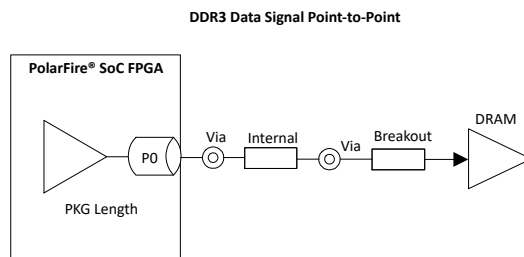 DDR3 Data Signal Point-to-Point
PolarFire® SoC FPGA
DRAM
Via
Internal
Via
Breakout
P0
PKG Length